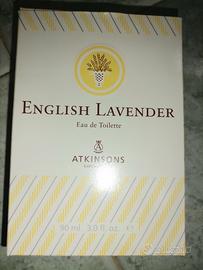 ENGLISH LAVENDER
Eau de Toilette
ATKINSONS
90 ml 3.0 fl. oz. e